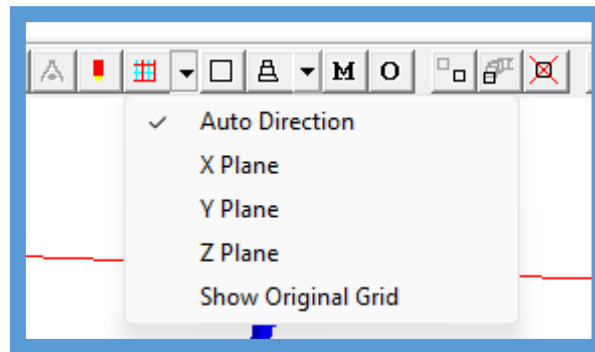 M O
Auto Direction
X Plane
Y Plane
Z Plane
Show Original Grid